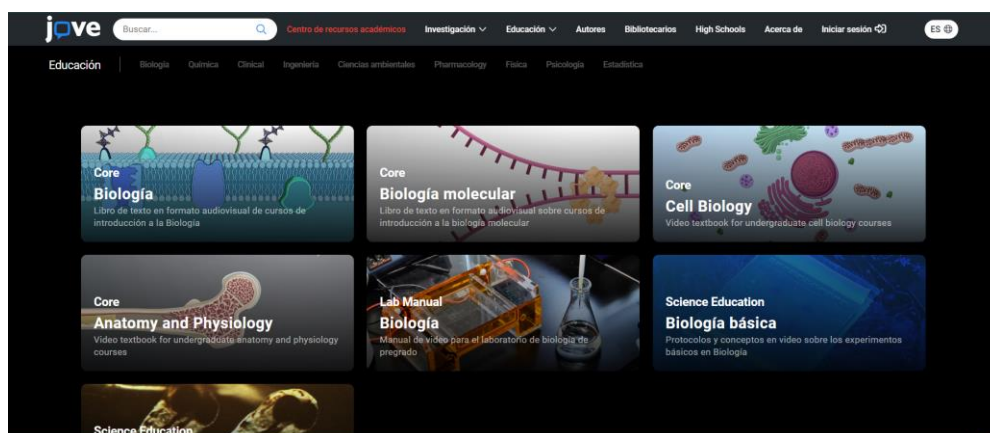 jove
Buscar...
Centro de recursos académicos
Investigación
Educación
Autores
Bibliotecarios
High Schools
Acerca de
Iniciar sesión
ES
Educación
Biología
Química
Clinical
Ingeniería
Ciencias ambientales
Pharmacology
Física
Psicología
Estadística
Core
Biología
Libro de texto en formato audiovisual de cursos de
introducción a la Biología
Core
Biología molecular
Libro de texto en formato audiovisual sobre cursos de
introducción a la biología molecular
Core
Cell Biology
Video textbook for undergraduate cell biology courses
Core
Anatomy and Physiology
Video textbook for undergraduate anatomy and physiology
courses
Lab Manual
Biología
Manual de video para el laboratorio de biología de
pregrado
Science Education
Biología básica
Protocolos y conceptos en video sobre los experimentos
básicos en Biología
Science Education